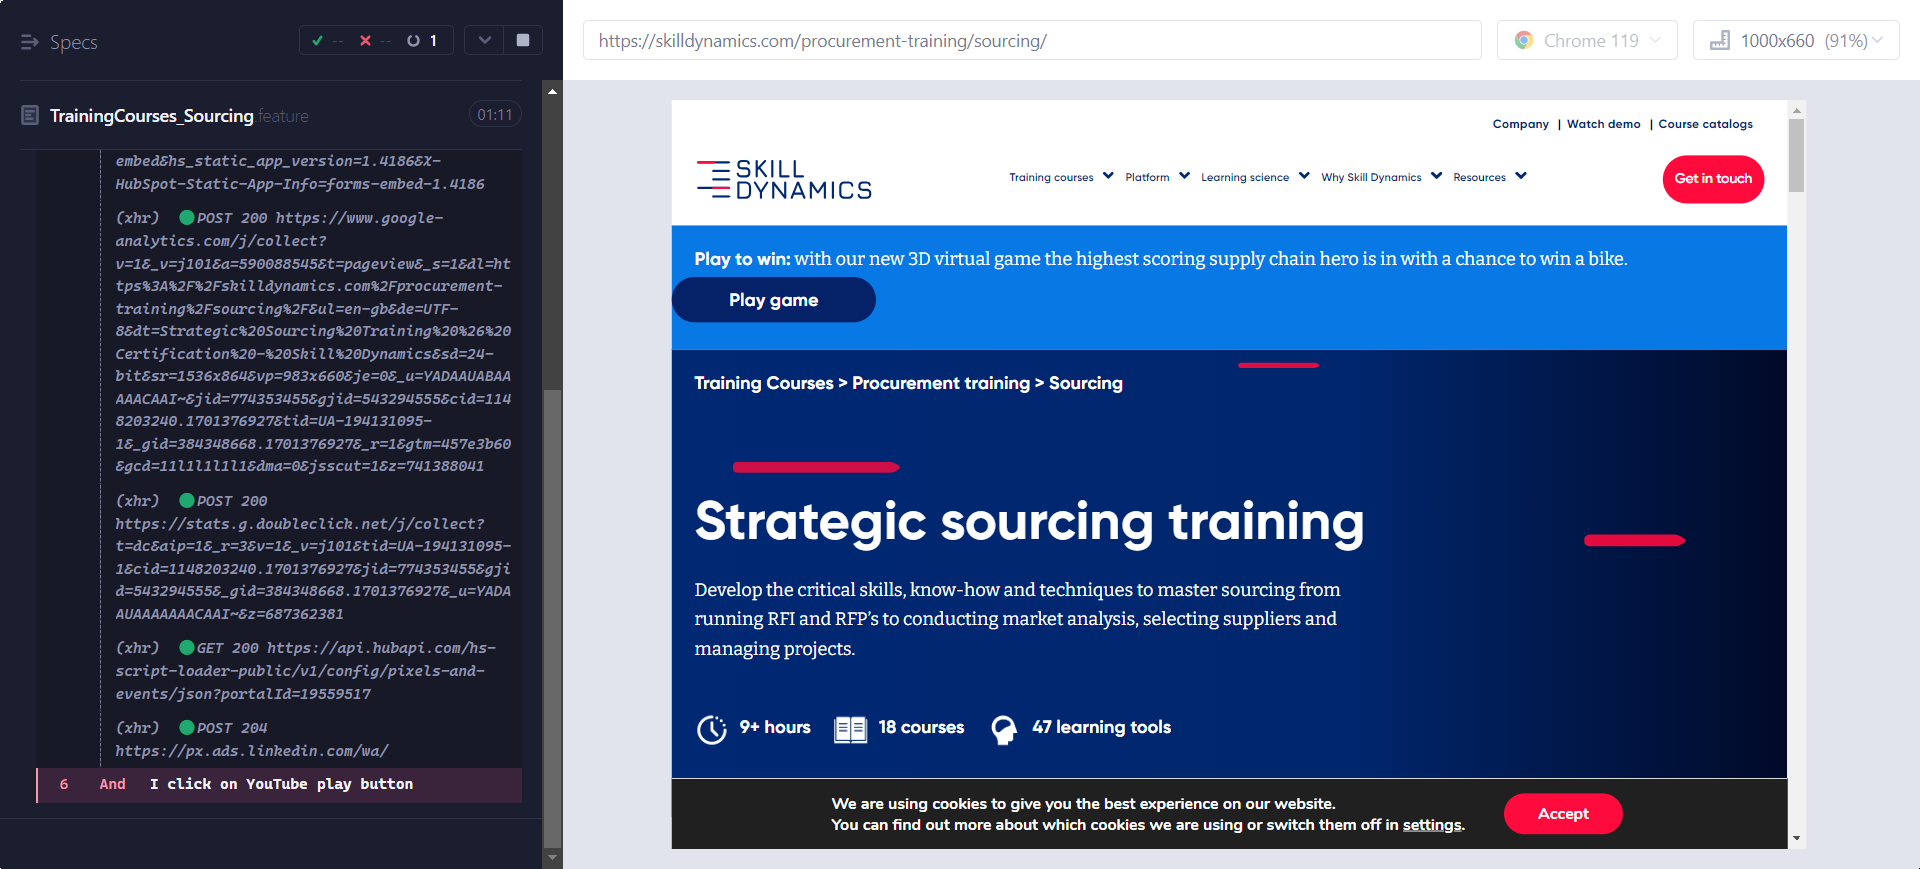 Specs
-- -- 1
TrainingCourses_Sourcing.feature 01:11
embed&hs_static_app_version=1.4186&X-
HubSpot-Static-App-Info=forms-embed-1.4186
(xhr) POST 200 https://www.google-
analytics.com/j/collect?
v=1&_v=j101&a=590088545&t=pageview&_s=1&dl=ht
tps%3A%2F%2Fskilldynamics.com%2Fprocurement-
training%2Fsourcing%2F&ul=en-gb&de=UTF-
8&dt=Strategic%20Sourcing%20Training%20%26%20
Certification%20-%20Skill%20Dynamics&sd=24-
bit&sr=1536x864&vp=983x660&je=0&_u=YADAAUABAA
AAACAAI~&jid=774353455&gjid=543294555&cid=114
8203240.1701376927&tid=UA-194131095-
1&_gid=384348668.1701376927&_r=1&gtm=457e3b60
&gcd=11l1l1l1l1&dma=0&jsscut=1&z=741388041
(xhr) POST 200
https://stats.g.doubleclick.net/j/collect?
t=dc&aip=1&_r=3&v=1&_v=j101&tid=UA-194131095-
1&cid=1148203240.1701376927&jid=774353455&gji
d=543294555&_gid=384348668.1701376927&_u=YADA
AUAAAAAAACAAI~&z=687362381
(xhr) GET 200 https://api.hubapi.com/hs-
script-loader-public/v1/config/pixels-and-
events/json?portalId=19559517
(xhr) POST 204
https://px.ads.linkedin.com/wa/
6 And I click on YouTube play button
https://skilldynamics.com/procurement-training/sourcing/
Chrome 119
1000x660 (91%)
Company | Watch demo | Course catalogs
SKILL
DYNAMICS
Training courses Platform Learning science Why Skill Dynamics Resources
Get in touch
Play to win: with our new 3D virtual game the highest scoring supply chain hero is in with a chance to win a bike.
Play game
Training Courses > Procurement training > Sourcing
Strategic sourcing training
Develop the critical skills, know-how and techniques to master sourcing from
running RFI and RFP’s to conducting market analysis, selecting suppliers and
managing projects.
9+ hours 18 courses 47 learning tools
We are using cookies to give you the best experience on our website.
You can find out more about which cookies we are using or switch them off in settings.
Accept